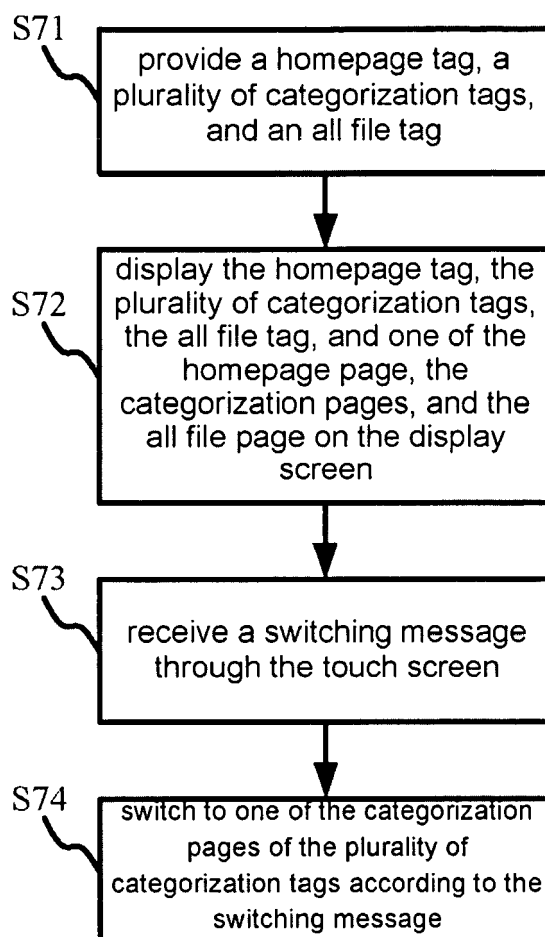 S71
provide a homepage tag, a
plurality of categorization tags,
and an all file tag
S72
display the homepage tag, the
plurality of categorization tags,
the all file tag, and one of the
homepage page, the
categorization pages, and the
all file page on the display
screen
S73
receive a switching message
through the touch screen
S74
switch to one of the categorization
pages of the plurality of
categorization tags according to the
switching message